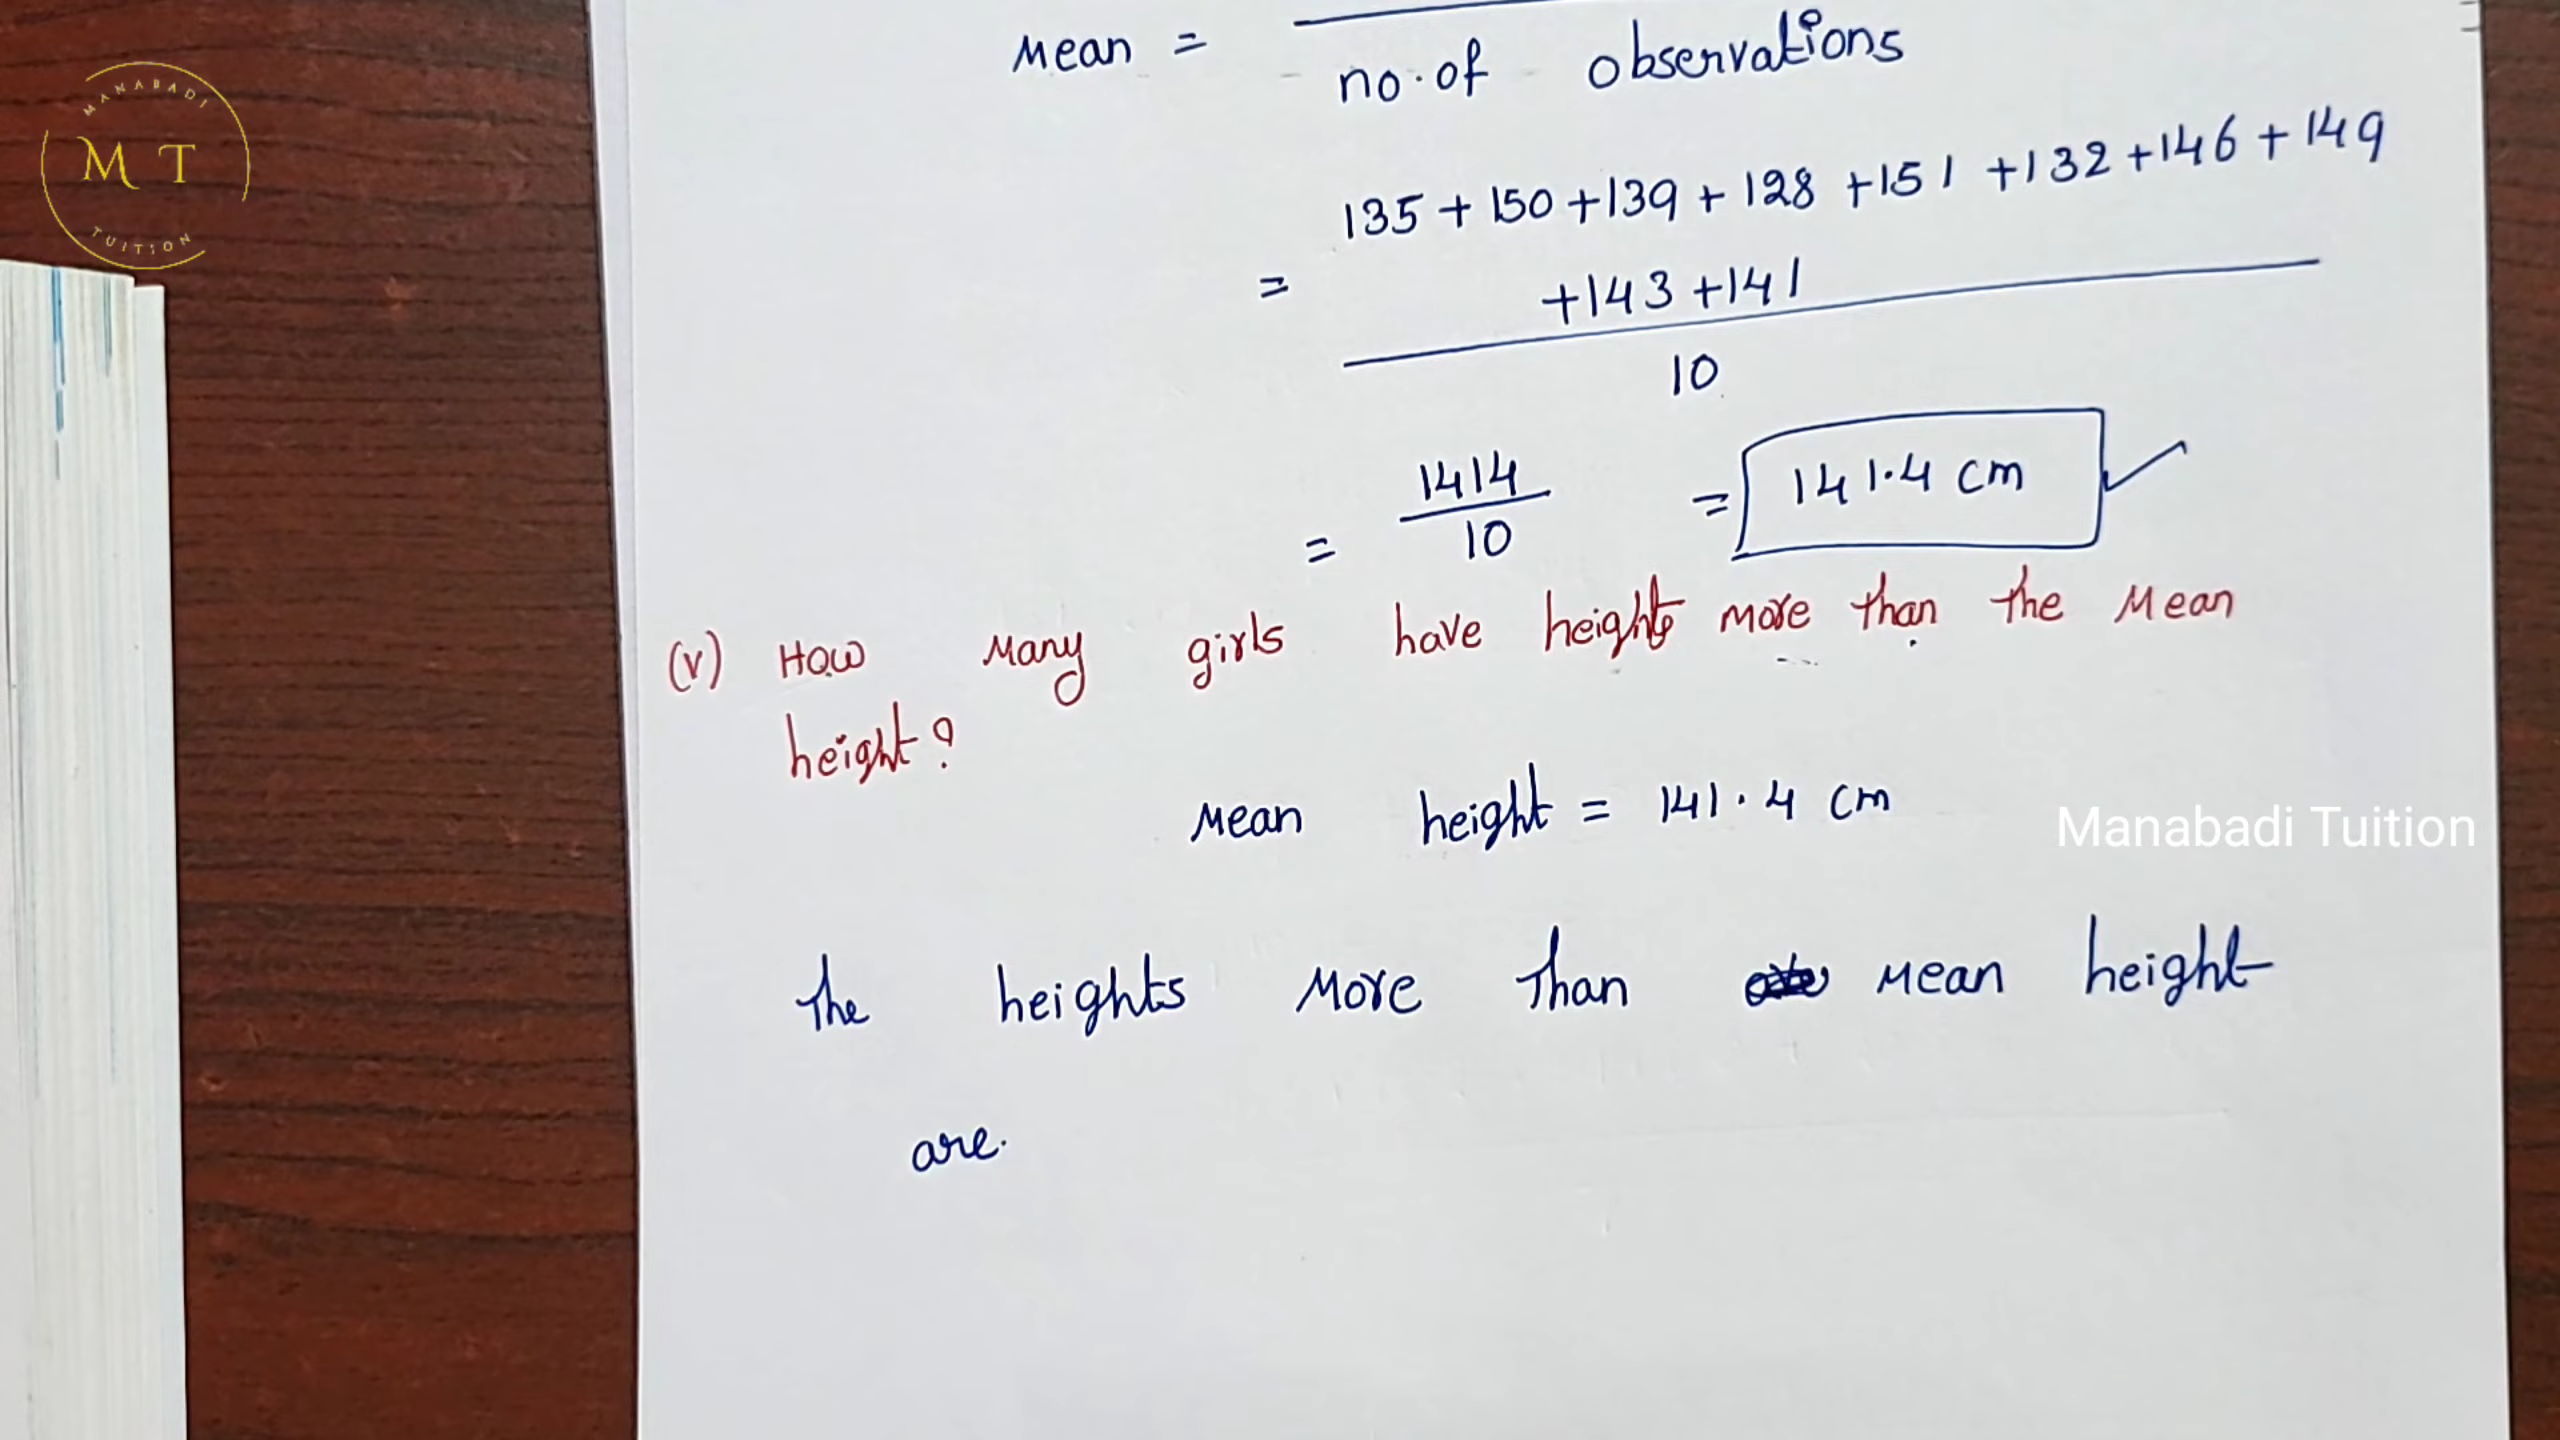 MANABADI
M T
TUITION
Mean =
no. of observations
135 + 150 +139 + 128 +151 +132 +146 + 149
= +143 +141
10
= 1414 = 141.4 cm
10
(v) How Many girls have heights more than the Mean
height?
Mean height = 141.4 cm
Manabadi Tuition
The heights More than Mean height
are.